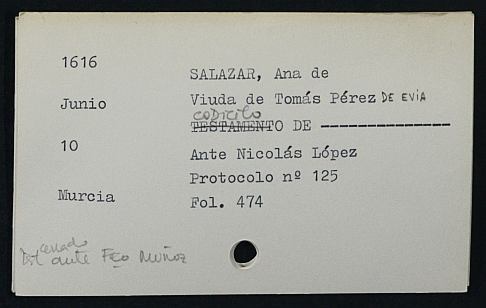 1616
SALAZAR, Ana de
Junio
Viuda de Tomás Pérez DE EVIA
CODICILO
TESTAMENTO DE --------------
10
Ante Nicolás López
Protocolo nº 125
Murcia
Fol. 474
cerrado
ante Fco Muñoz